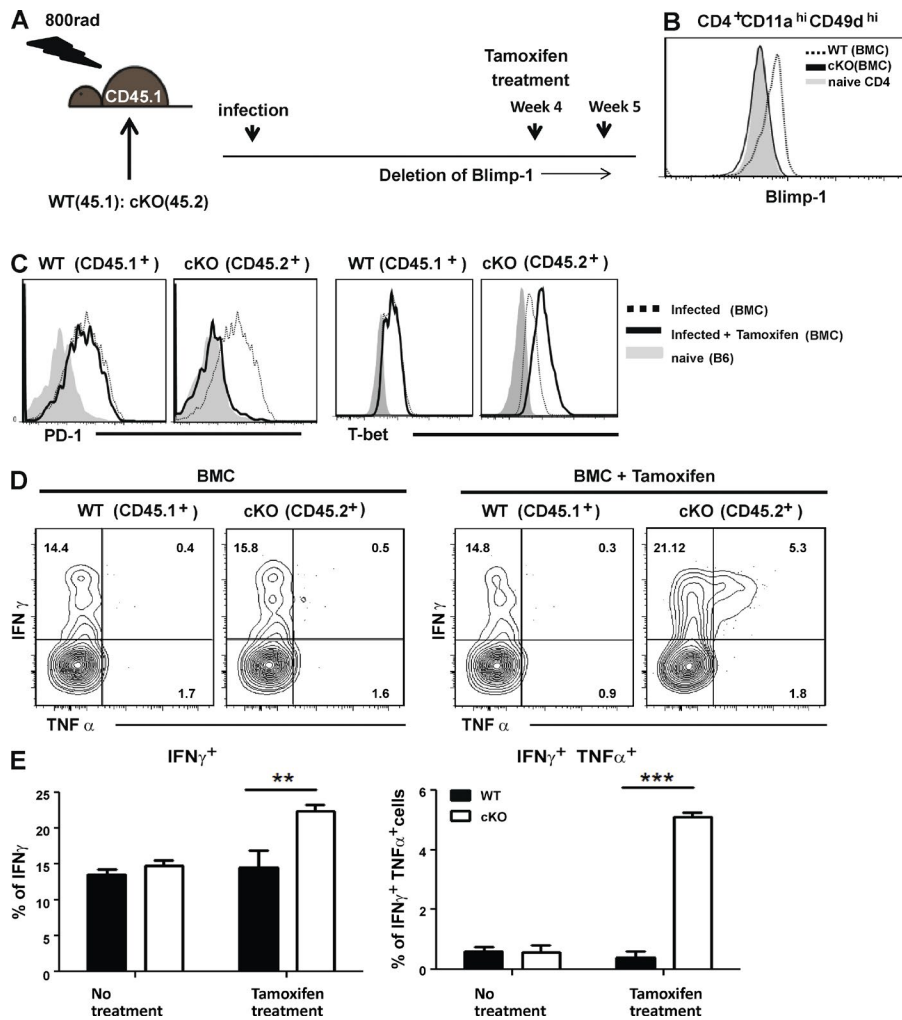 A
800rad
CD45.1
WT(45.1): cKO(45.2)
infection
Tamoxifen
treatment
Week 4
Week 5
Deletion of Blimp-1
B
CD4+CD11a hi CD49d hi
WT (BMC)
cKO(BMC)
naive CD4
Blimp-1
C
WT (CD45.1+)
cKO (CD45.2+)
WT (CD45.1+)
cKO (CD45.2+)
Infected (BMC)
Infected + Tamoxifen (BMC)
naive (B6)
PD-1
T-bet
D
BMC
BMC + Tamoxifen
WT (CD45.1+)
cKO (CD45.2+)
WT (CD45.1+)
cKO (CD45.2+)
14.4
0.4
1.7
15.8
0.5
1.6
14.8
0.3
0.9
21.12
5.3
1.8
IFN γ
IFN γ
TNF α
TNF α
E
IFNγ+
**
25
20
15
10
5
0
% of IFNγ
No
treatment
Tamoxifen
treatment
IFNγ+ TNFα+
***
WT
cKO
6
4
2
0
% of IFNγ+ TNFα+cells
No
treatment
Tamoxifen
treatment